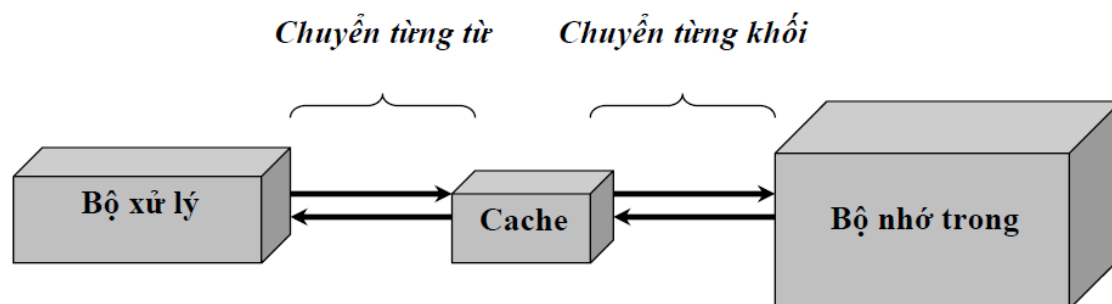 Chuyển từng từ
Chuyển từng khối
Bộ xử lý
Cache
Bộ nhớ trong